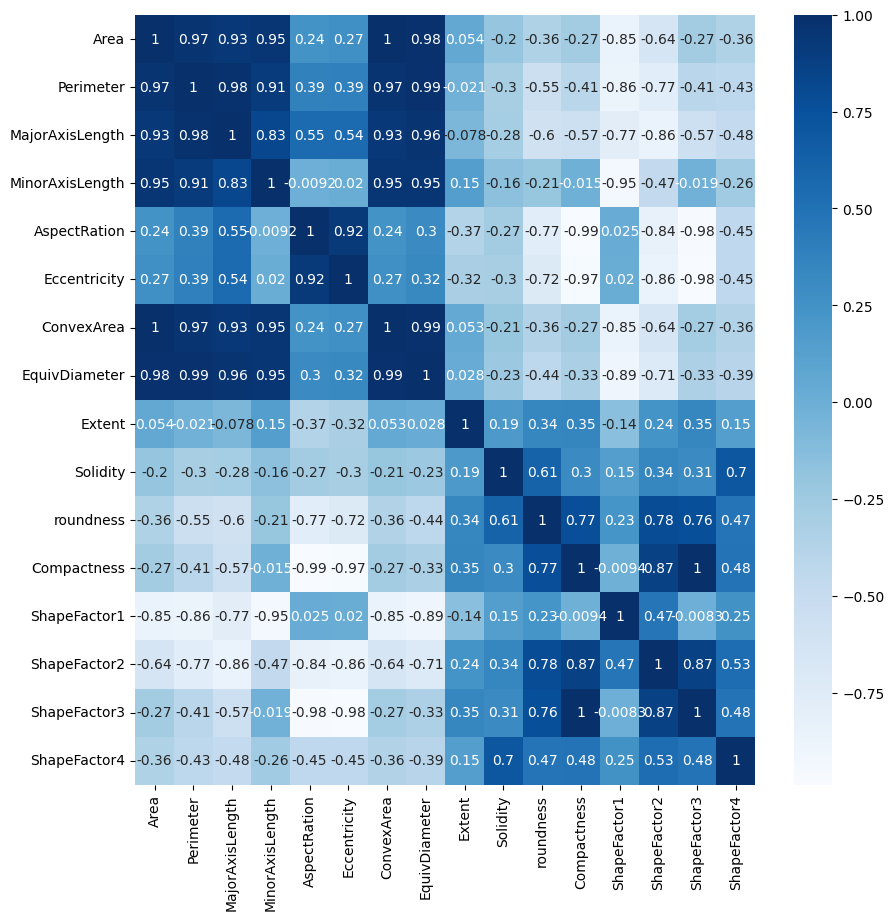 Area 1 0.97 0.93 0.95 0.24 0.27 1 0.98 0.054 -0.2 -0.36 -0.27 -0.85 -0.64 -0.27 -0.36
Perimeter 0.97 1 0.98 0.91 0.39 0.39 0.97 0.99 -0.021 -0.3 -0.55 -0.41 -0.86 -0.77 -0.41 -0.43
MajorAxisLength 0.93 0.98 1 0.83 0.55 0.54 0.93 0.96 -0.078 -0.28 -0.6 -0.57 -0.77 -0.86 -0.57 -0.48
MinorAxisLength 0.95 0.91 0.83 1 -0.0092 0.02 0.95 0.95 0.15 -0.16 -0.21 -0.015 -0.95 -0.47 -0.019 -0.26
AspectRation 0.24 0.39 0.55 -0.0092 1 0.92 0.24 0.3 -0.37 -0.27 -0.77 -0.99 0.025 -0.84 -0.98 -0.45
Eccentricity 0.27 0.39 0.54 0.02 0.92 1 0.27 0.32 -0.32 -0.3 -0.72 -0.97 0.02 -0.86 -0.98 -0.45
ConvexArea 1 0.97 0.93 0.95 0.24 0.27 1 0.99 0.053 -0.21 -0.36 -0.27 -0.85 -0.64 -0.27 -0.36
EquivDiameter 0.98 0.99 0.96 0.95 0.3 0.32 0.99 1 0.028 -0.23 -0.44 -0.33 -0.89 -0.71 -0.33 -0.39
Extent 0.054 -0.021 -0.078 0.15 -0.37 -0.32 0.053 0.028 1 0.19 0.34 0.35 -0.14 0.24 0.35 0.15
Solidity -0.2 -0.3 -0.28 -0.16 -0.27 -0.3 -0.21 -0.23 0.19 1 0.61 0.3 0.15 0.34 0.31 0.7
roundness -0.36 -0.55 -0.6 -0.21 -0.77 -0.72 -0.36 -0.44 0.34 0.61 1 0.77 0.23 0.78 0.76 0.47
Compactness -0.27 -0.41 -0.57 -0.015 -0.99 -0.97 -0.27 -0.33 0.35 0.3 0.77 1 -0.0094 0.87 1 0.48
ShapeFactor1 -0.85 -0.86 -0.77 -0.95 0.025 0.02 -0.85 -0.89 -0.14 0.15 0.23 -0.0094 1 0.47 -0.0083 0.25
ShapeFactor2 -0.64 -0.77 -0.86 -0.47 -0.84 -0.86 -0.64 -0.71 0.24 0.34 0.78 0.87 0.47 1 0.87 0.53
ShapeFactor3 -0.27 -0.41 -0.57 -0.019 -0.98 -0.98 -0.27 -0.33 0.35 0.31 0.76 1 -0.0083 0.87 1 0.48
ShapeFactor4 -0.36 -0.43 -0.48 -0.26 -0.45 -0.45 -0.36 -0.39 0.15 0.7 0.47 0.48 0.25 0.53 0.48 1
Area
Perimeter
MajorAxisLength
MinorAxisLength
AspectRation
Eccentricity
ConvexArea
EquivDiameter
Extent
Solidity
roundness
Compactness
ShapeFactor1
ShapeFactor2
ShapeFactor3
ShapeFactor4
1.00
0.75
0.50
0.25
0.00
−0.25
−0.50
−0.75